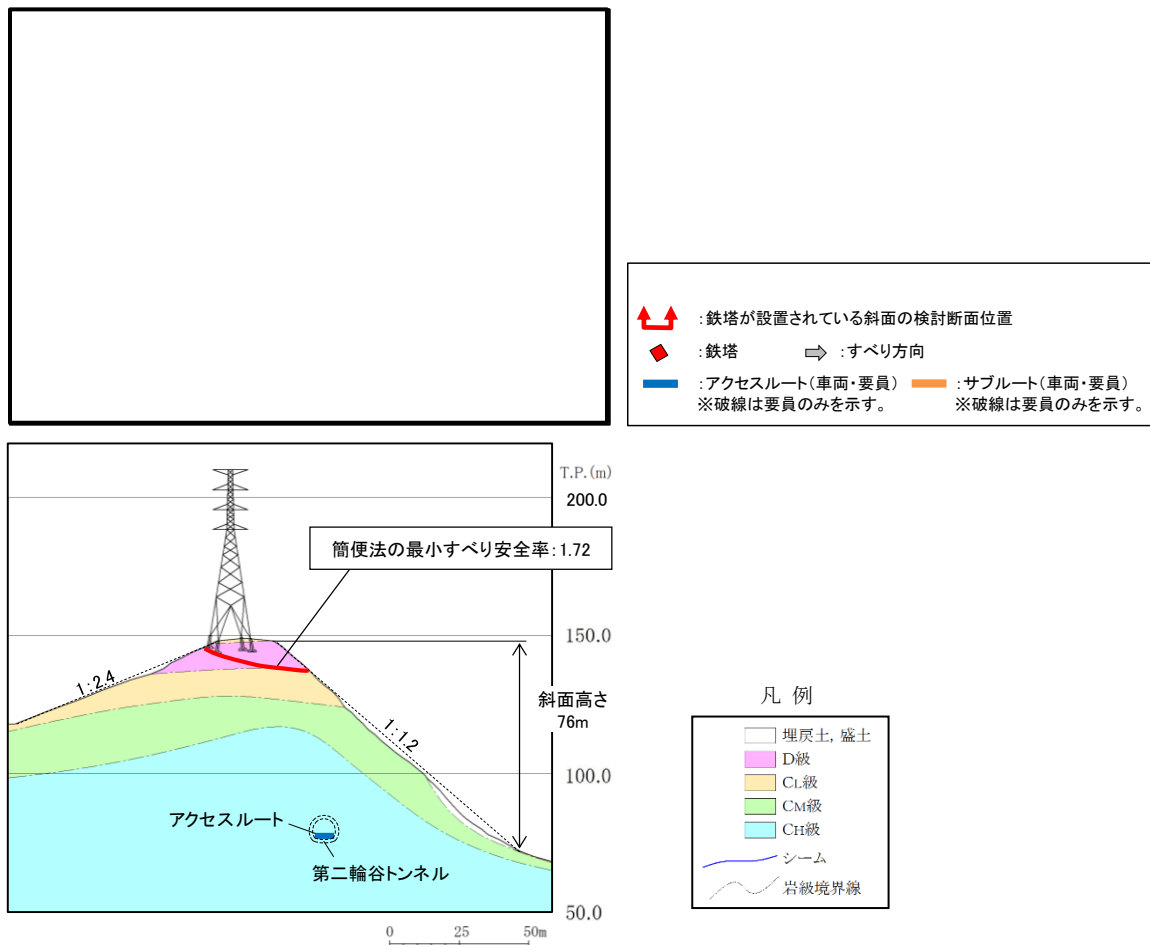 :鉄塔が設置されている斜面の検討断面位置
:鉄塔 :すべり方向
:アクセスルート(車両・要員) :サブルート(車両・要員)
※破線は要員のみを示す。 ※破線は要員のみを示す。
T.P.(m)
200.0
簡便法の最小すべり安全率:1.72
150.0
1:2.4
斜面高さ
76m
1:1.2
100.0
アクセスルート
第二輪谷トンネル
50.0
0 25 50m
凡 例
埋戻土, 盛土
D級
CL級
CM級
CH級
シーム
岩級境界線